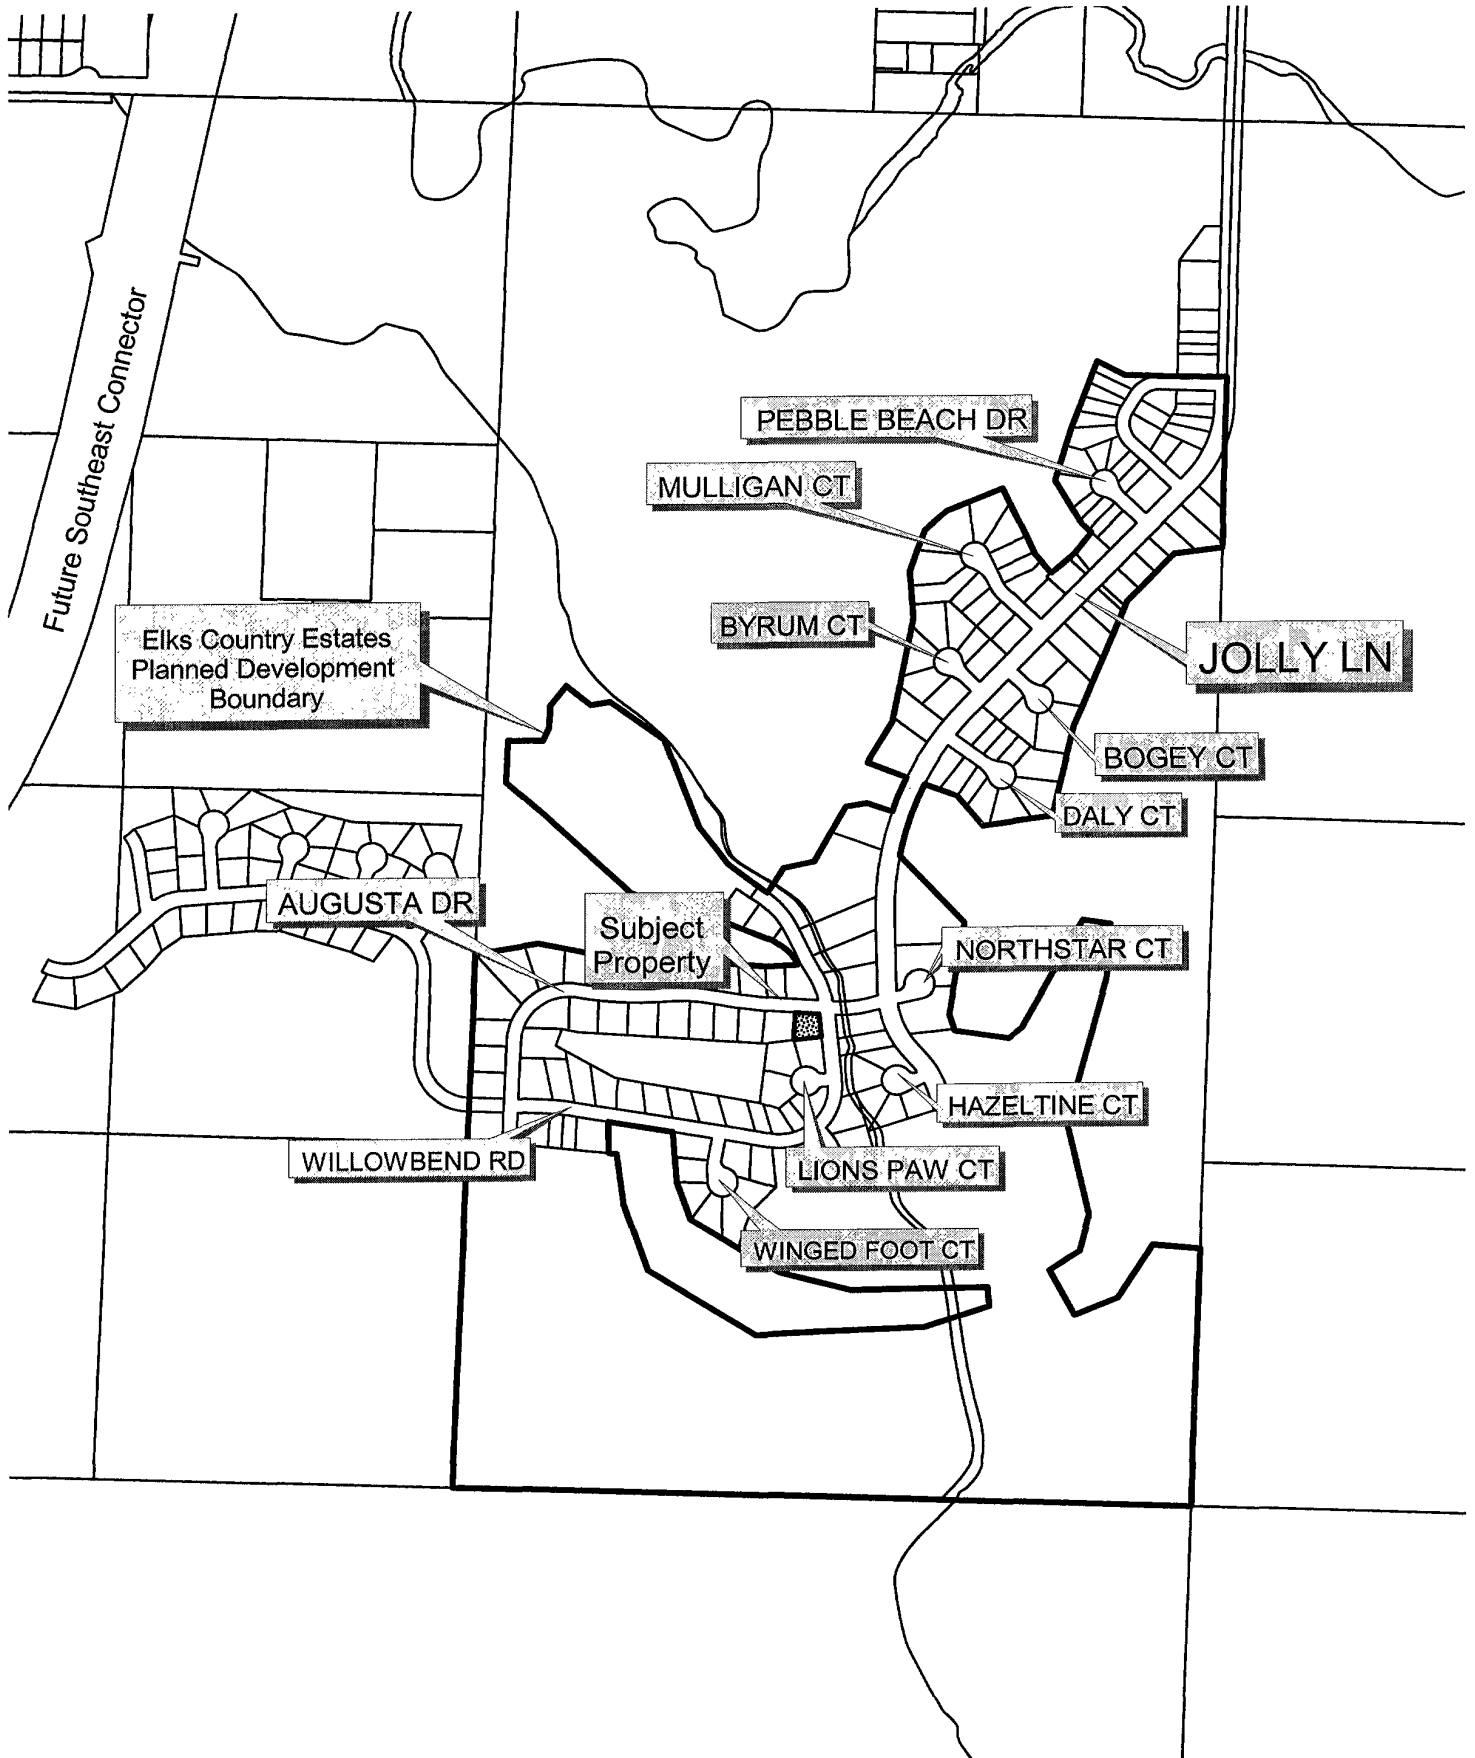 PEBBLE BEACH DR
MULLIGAN CT
Future Southeast Connector
BYRUM CT
JOLLY LN
Elks Country Estates
Planned Development
Boundary
BOGEY CT
DALY CT
AUGUSTA DR
Subject
Property
NORTHSTAR CT
HAZELTINE CT
WILLOWBEND RD
LIONS PAW CT
WINGED FOOT CT